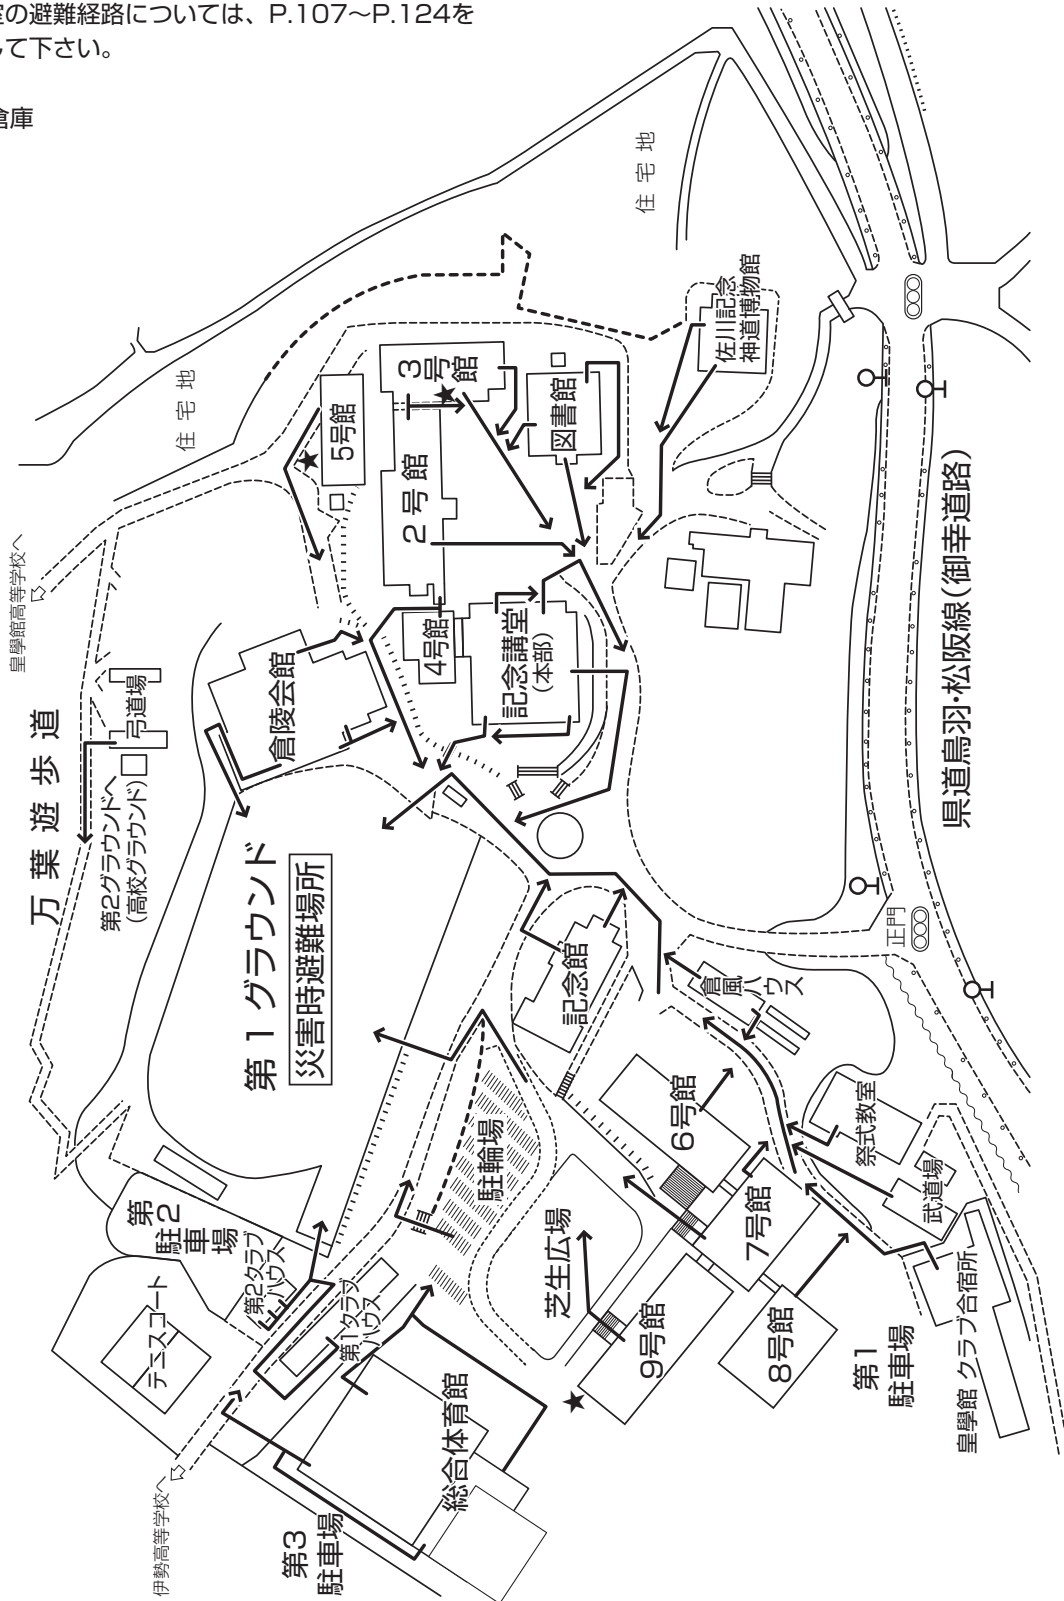 室の避難経路については、P.107〜P.124を
して下さい。
倉庫
住宅地
住宅地
皇學館高等学校へ
万葉遊歩道
弓道場
第2グラウンドへ
(高校グラウンド)
5号館
3号館
2号館
図書館
佐川記念
神道博物館
倉陵会館
4号館
記念講堂
(本部)
県道鳥羽・松阪線(御幸道路)
第1グラウンド
災害時避難場所
記念館
正門
倉風ハウス
6号館
祭式教室
武道場
駐輪場
7号館
芝生広場
9号館
8号館
第1
駐車場
皇學館 クラブ合宿所
第2
駐車場
第2クラブ
ハウス
第1クラブ
ハウス
テニスコート
総合体育館
伊勢高等学校へ
第3
駐車場